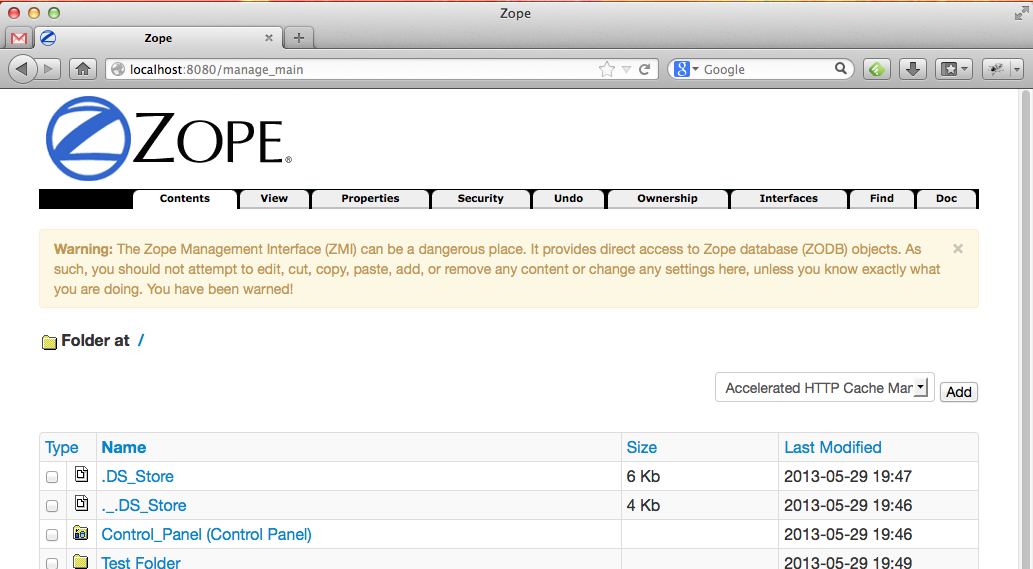 Zope
Zope
localhost:8080/manage_main
Google
ZOPE®
Contents View Properties Security Undo Ownership Interfaces Find Doc
Warning: The Zope Management Interface (ZMI) can be a dangerous place. It provides direct access to Zope database (ZODB) objects. As
such, you should not attempt to edit, cut, copy, paste, add, or remove any content or change any settings here, unless you know exactly what
you are doing. You have been warned!
Folder at /
Accelerated HTTP Cache Mar Add
Type Name Size Last Modified
.DS_Store 6 Kb 2013-05-29 19:47
._.DS_Store 4 Kb 2013-05-29 19:46
Control_Panel (Control Panel) 2013-05-29 19:46
Test Folder 2013-05-29 19:49